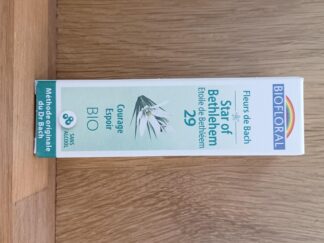 BIOFLORAL
Fleurs de Bach
Star of
Bethlehem
Etoile de Bethléem
29
Courage
Espoir
BIO
SANS
ALCOOL
Méthode originale
du Dr Bach